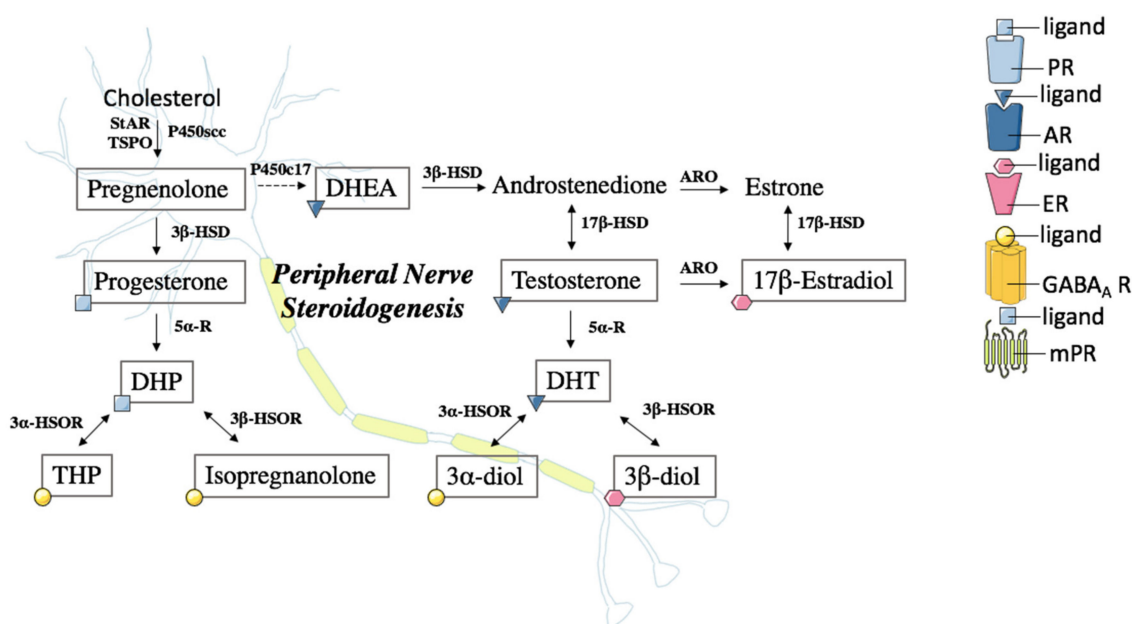 Cholesterol
StAR
TSPO
P450scc
Pregnenolone
P450c17
DHEA
3β-HSD
Androstenedione
ARO
Estrone
3β-HSD
17β-HSD
17β-HSD
Progesterone
Peripheral Nerve
Steroidogenesis
Testosterone
ARO
17β-Estradiol
5α-R
5α-R
DHP
DHT
3α-HSOR
3β-HSOR
3α-HSOR
3β-HSOR
THP
Isopregnanolone
3α-diol
3β-diol
ligand
PR
ligand
AR
ligand
ER
ligand
GABA_A R
ligand
mPR